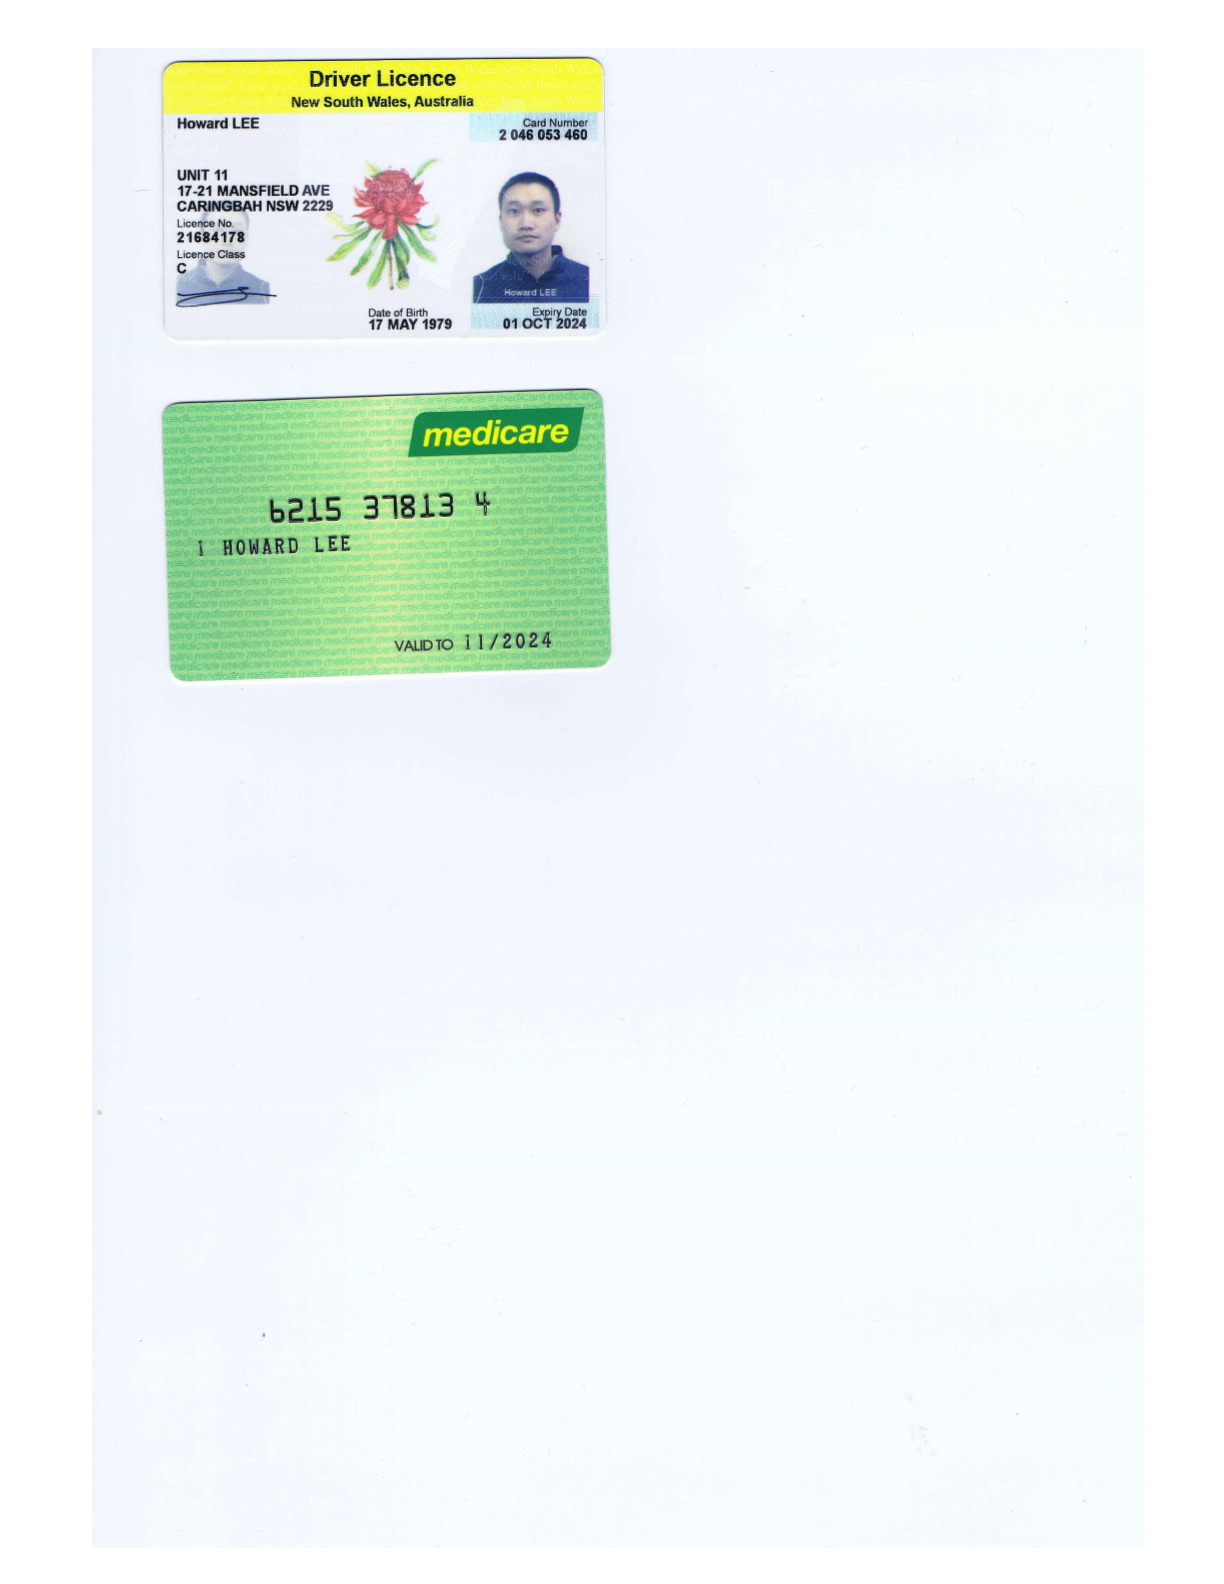 Driver Licence
New South Wales, Australia
Howard LEE
Card Number
2 046 053 460
UNIT 11
17-21 MANSFIELD AVE
CARINGBAH NSW 2229
Licence No.
21684178
Licence Class
C
Howard LEE
Date of Birth
17 MAY 1979
Expiry Date
01 OCT 2024
medicare
6215 37813 4
1 HOWARD LEE
VALID TO 11/2024